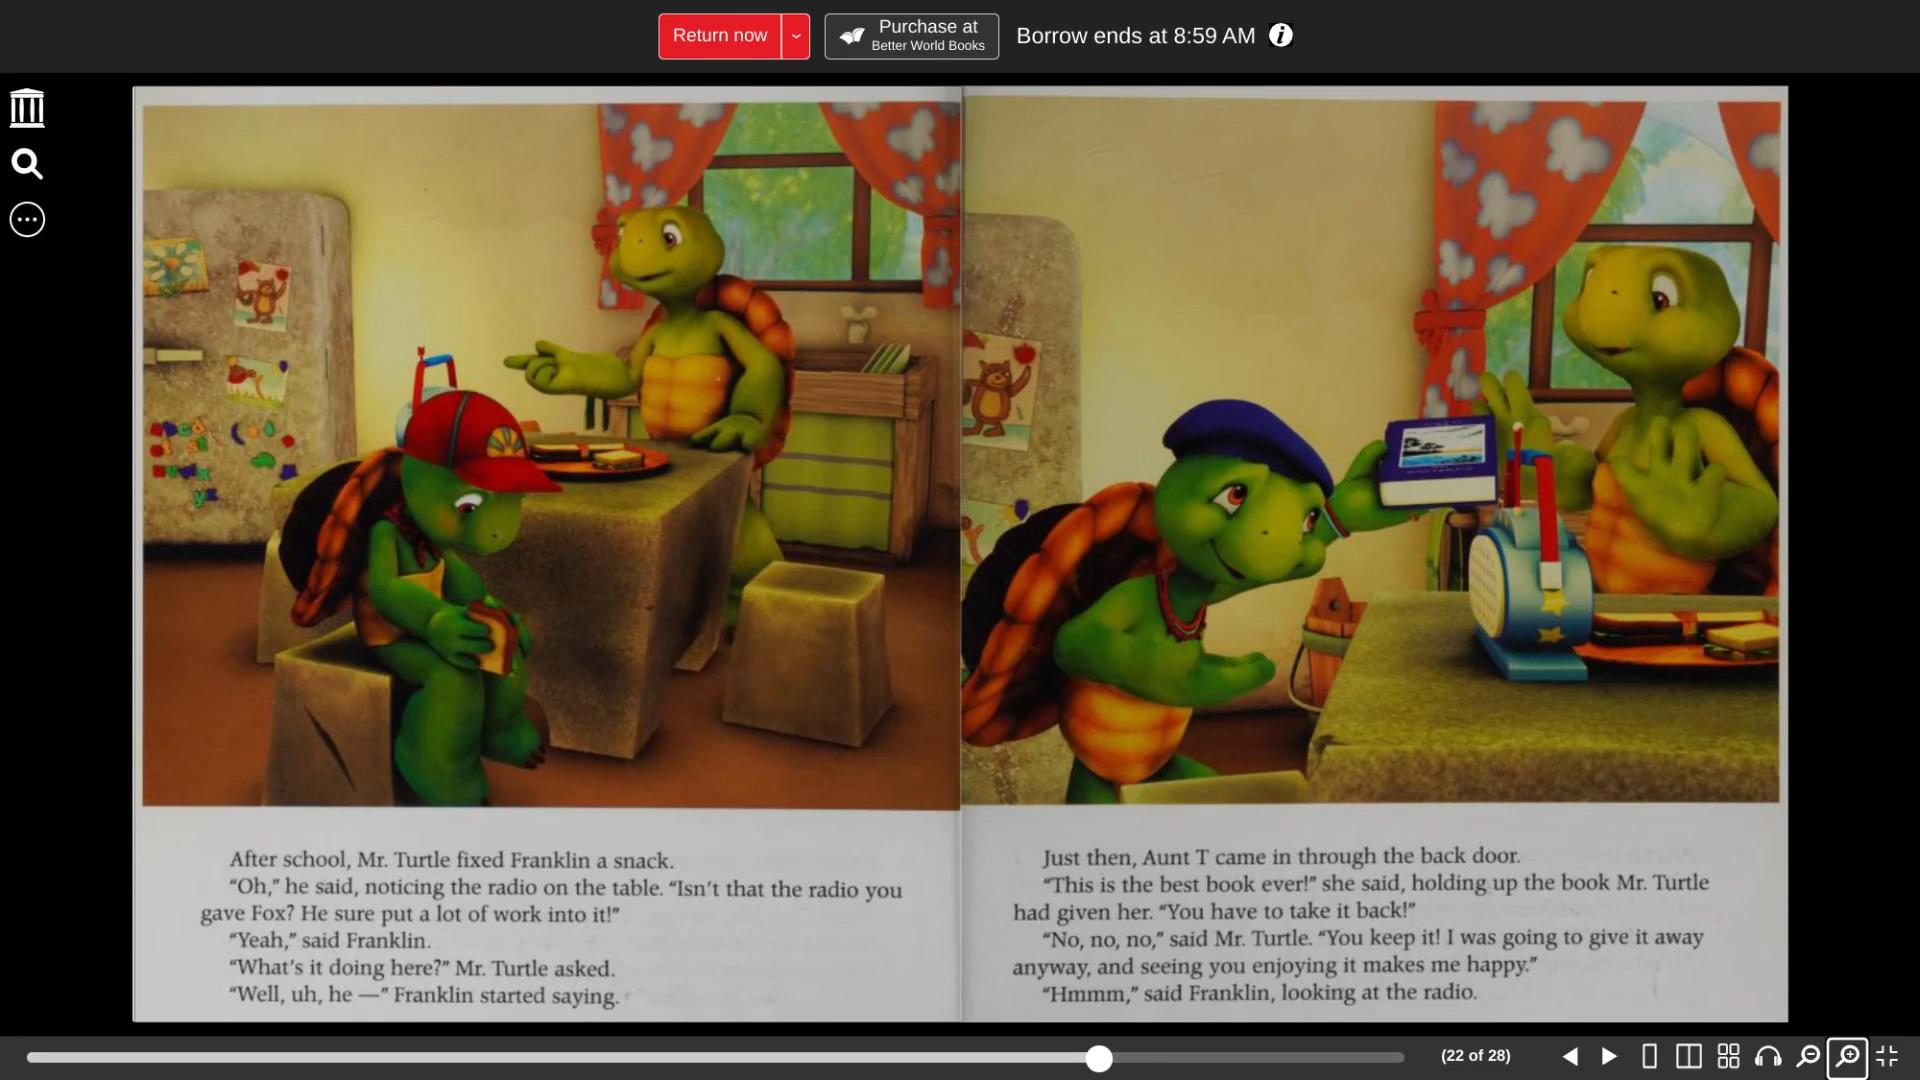 Return now
Purchase at
Better World Books
Borrow ends at 8:59 AM
After school, Mr. Turtle fixed Franklin a snack.
“Oh,” he said, noticing the radio on the table. “Isn’t that the radio you
gave Fox? He sure put a lot of work into it!”
“Yeah,” said Franklin.
“What’s it doing here?” Mr. Turtle asked.
“Well, uh, he —” Franklin started saying.
Just then, Aunt T came in through the back door.
“This is the best book ever!” she said, holding up the book Mr. Turtle
had given her. “You have to take it back!”
“No, no, no,” said Mr. Turtle. “You keep it! I was going to give it away
anyway, and seeing you enjoying it makes me happy.”
“Hmmm,” said Franklin, looking at the radio.
(22 of 28)